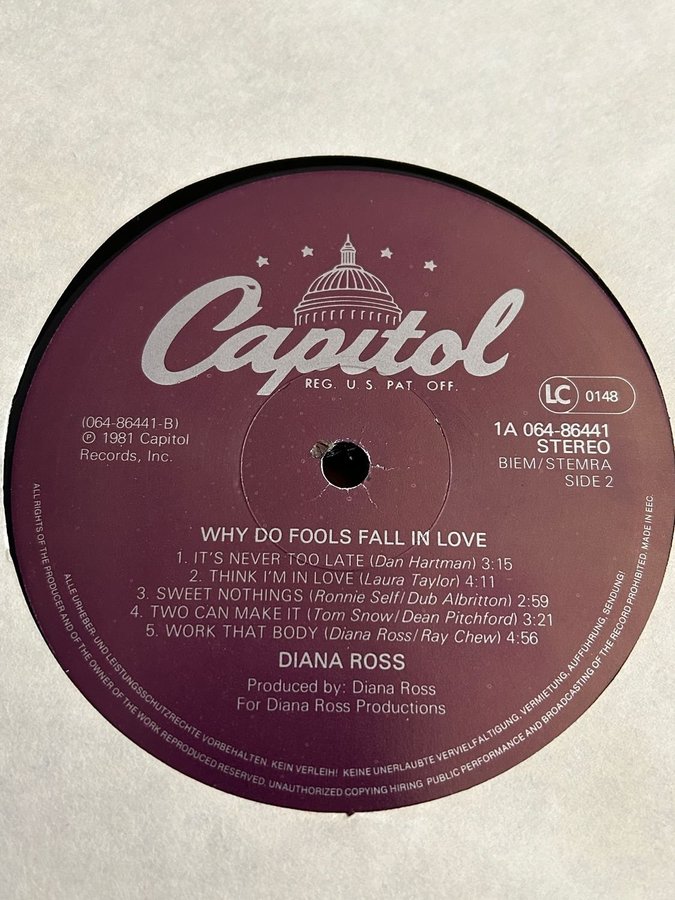 Capitol
REG. U.S. PAT. OFF.
LC 0148
(064-86441-B)
℗ 1981 Capitol
Records, Inc.
1A 064-86441
STEREO
BIEM/STEMRA
SIDE 2
WHY DO FOOLS FALL IN LOVE
1. IT'S NEVER TOO LATE (Dan Hartman) 3:15
2. THINK I'M IN LOVE (Laura Taylor) 4:11
3. SWEET NOTHINGS (Ronnie Self/Dub Albritton) 2:59
4. TWO CAN MAKE IT (Tom Snow/Dean Pitchford) 3:21
5. WORK THAT BODY (Diana Ross/Ray Chew) 4:56
DIANA ROSS
Produced by: Diana Ross
For Diana Ross Productions
ALLE URHEBER- UND LEISTUNGSSCHUTZRECHTE VORBEHALTEN. KEIN VERLEIH! KEINE UNERLAUBTE VERVIELFÄLTIGUNG, VERMIETUNG, AUFFÜHRUNG, SENDUNG!
ALL RIGHTS OF THE PRODUCER AND OF THE OWNER OF THE WORK REPRODUCED RESERVED. UNAUTHORIZED COPYING HIRING PUBLIC PERFORMANCE AND BROADCASTING OF THE RECORD PROHIBITED. MADE IN EEC.